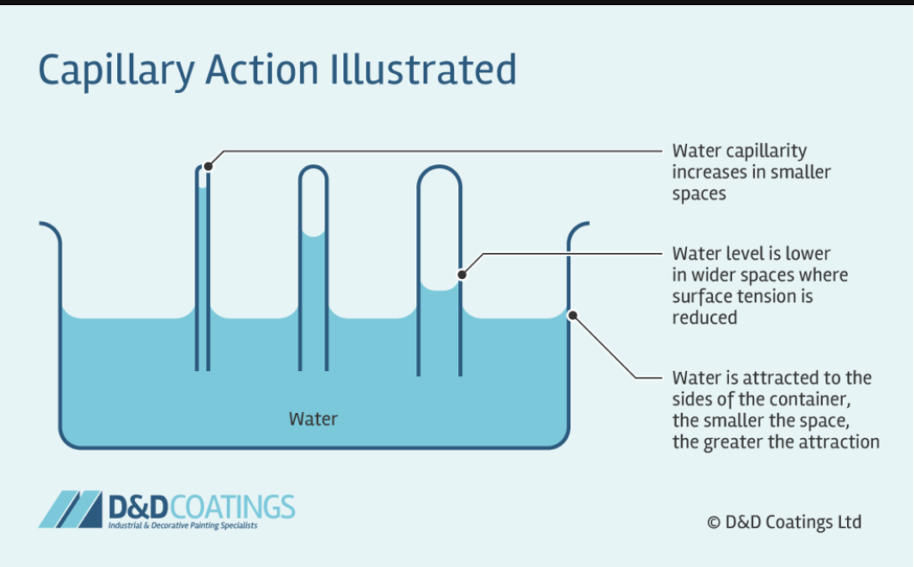 Capillary Action Illustrated
Water capillarity
increases in smaller
spaces
Water level is lower
in wider spaces where
surface tension is
reduced
Water is attracted to the
sides of the container,
the smaller the space,
the greater the attraction
Water
D&DCOATINGS
Industrial & Decorative Painting Specialists
© D&D Coatings Ltd